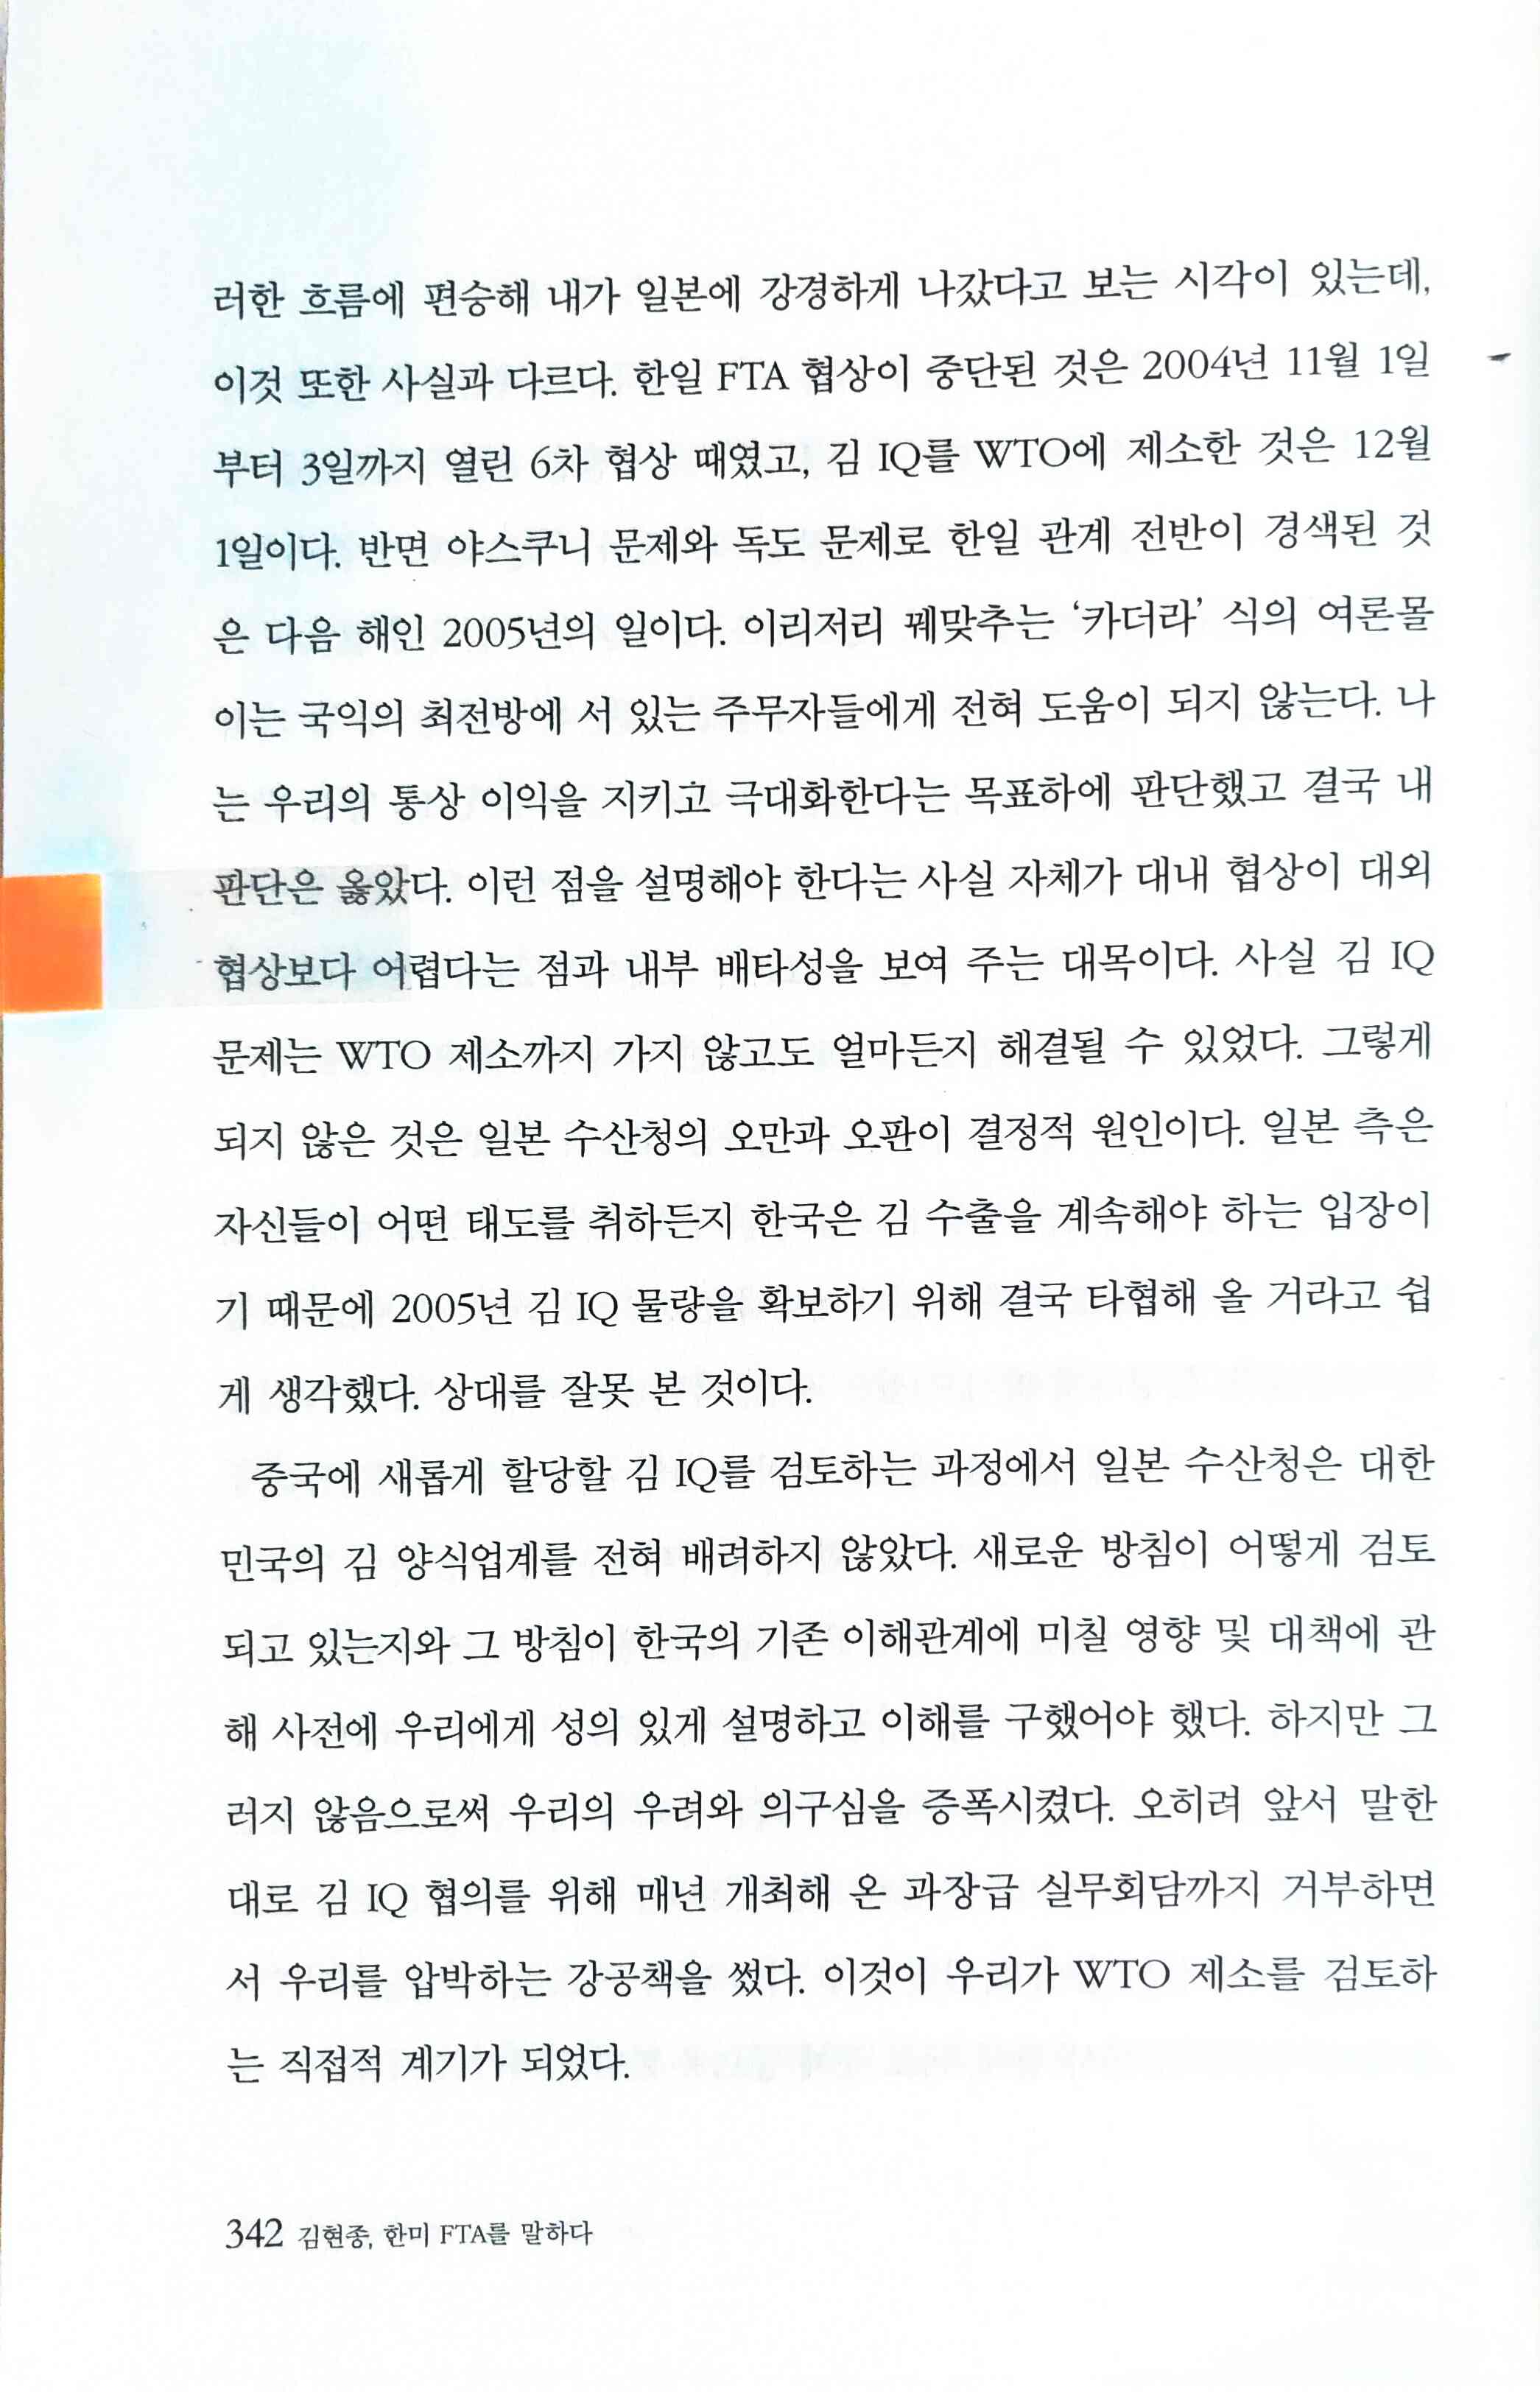 러한 흐름에 편승해 내가 일본에 강경하게 나갔다고 보는 시각이 있는데,
이것 또한 사실과 다르다. 한일 FTA 협상이 중단된 것은 2004년 11월 1일
부터 3일까지 열린 6차 협상 때였고, 김 IQ를 WTO에 제소한 것은 12월
1일이다. 반면 야스쿠니 문제와 독도 문제로 한일 관계 전반이 경색된 것
은 다음 해인 2005년의 일이다. 이리저리 꿰맞추는 ‘카더라’ 식의 여론몰
이는 국익의 최전방에 서 있는 주무자들에게 전혀 도움이 되지 않는다. 나
는 우리의 통상 이익을 지키고 극대화한다는 목표하에 판단했고 결국 내
판단은 옳았다. 이런 점을 설명해야 한다는 사실 자체가 대내 협상이 대외
협상보다 어렵다는 점과 내부 배타성을 보여 주는 대목이다. 사실 김 IQ
문제는 WTO 제소까지 가지 않고도 얼마든지 해결될 수 있었다. 그렇게
되지 않은 것은 일본 수산청의 오만과 오판이 결정적 원인이다. 일본 측은
자신들이 어떤 태도를 취하든지 한국은 김 수출을 계속해야 하는 입장이
기 때문에 2005년 김 IQ 물량을 확보하기 위해 결국 타협해 올 거라고 쉽
게 생각했다. 상대를 잘못 본 것이다.
중국에 새롭게 할당할 김 IQ를 검토하는 과정에서 일본 수산청은 대한
민국의 김 양식업계를 전혀 배려하지 않았다. 새로운 방침이 어떻게 검토
되고 있는지와 그 방침이 한국의 기존 이해관계에 미칠 영향 및 대책에 관
해 사전에 우리에게 성의 있게 설명하고 이해를 구했어야 했다. 하지만 그
러지 않음으로써 우리의 우려와 의구심을 증폭시켰다. 오히려 앞서 말한
대로 김 IQ 협의를 위해 매년 개최해 온 과장급 실무회담까지 거부하면
서 우리를 압박하는 강공책을 썼다. 이것이 우리가 WTO 제소를 검토하
는 직접적 계기가 되었다.
342 김현종, 한미 FTA를 말하다